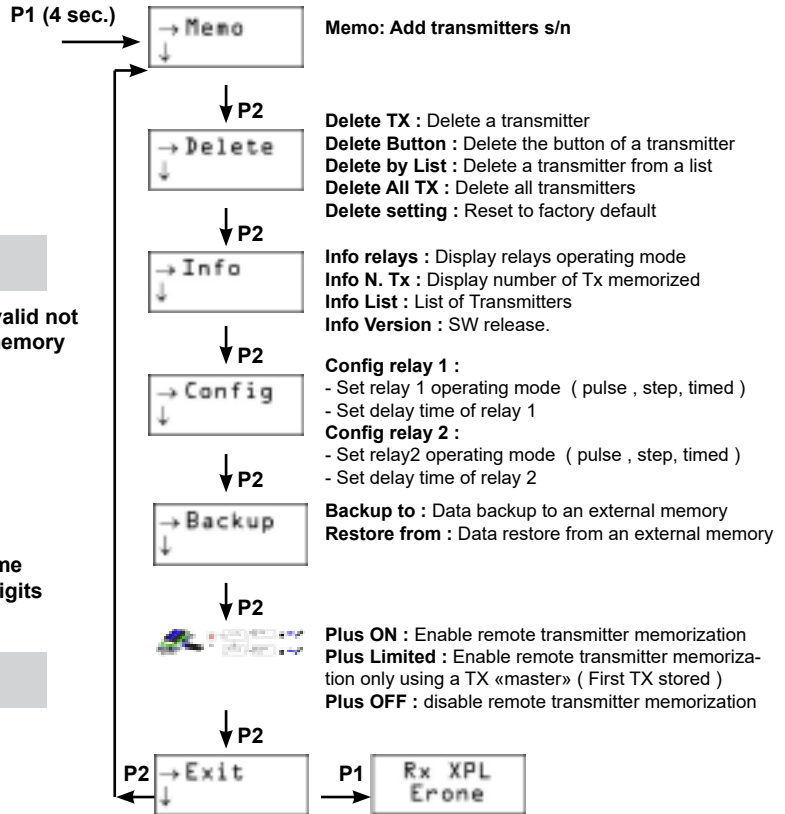 P1 (4 sec.)
→ Memo
↓
Memo: Add transmitters s/n
P2
→ Delete
↓
Delete TX : Delete a transmitter
Delete Button : Delete the button of a transmitter
Delete by List : Delete a transmitter from a list
Delete All TX : Delete all transmitters
Delete setting : Reset to factory default
P2
→ Info
↓
Info relays : Display relays operating mode
Info N. Tx : Display number of Tx memorized
Info List : List of Transmitters
Info Version : SW release.
alid not
emory
P2
→ Config
↓
Config relay 1 :
- Set relay 1 operating mode ( pulse , step, timed )
- Set delay time of relay 1
Config relay 2 :
- Set relay2 operating mode ( pulse , step, timed )
- Set delay time of relay 2
P2
→ Backup
↓
Backup to : Data backup to an external memory
Restore from : Data restore from an external memory
me
igits
P2
Plus ON : Enable remote transmitter memorization
Plus Limited : Enable remote transmitter memoriza-
tion only using a TX «master» ( First TX stored )
Plus OFF : disable remote transmitter memorization
P2
P2
→ Exit
↓
P1
Rx XPL
Erone